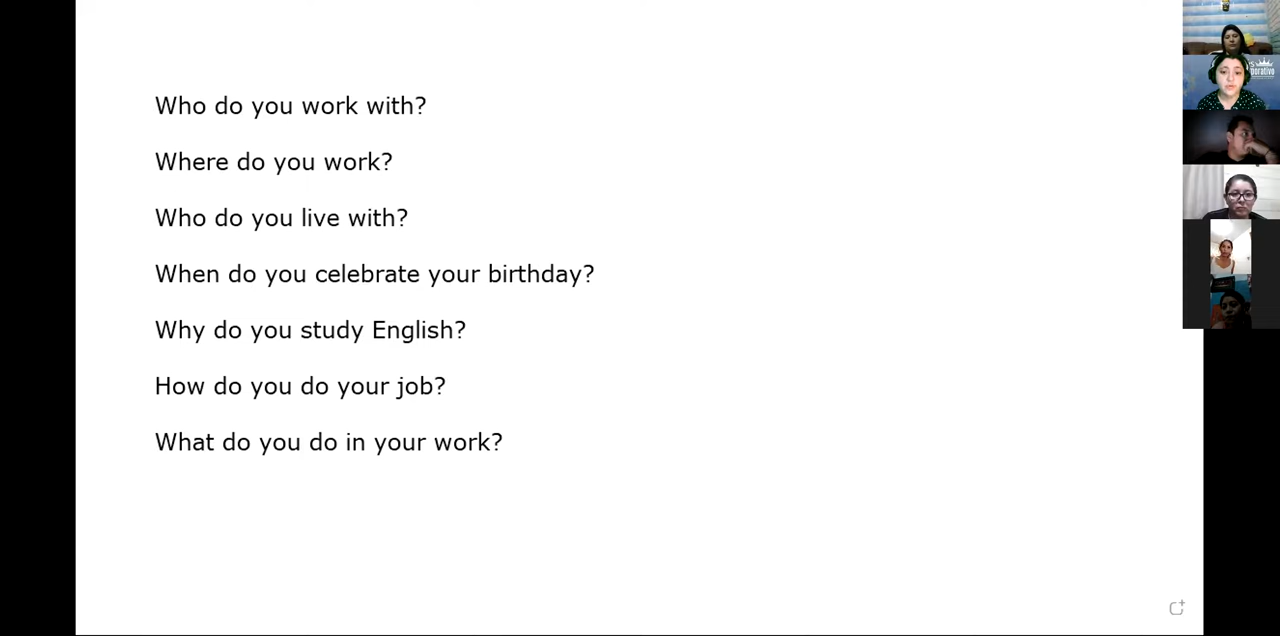 Who do you work with?
Where do you work?
Who do you live with?
When do you celebrate your birthday?
Why do you study English?
How do you do your job?
What do you do in your work?